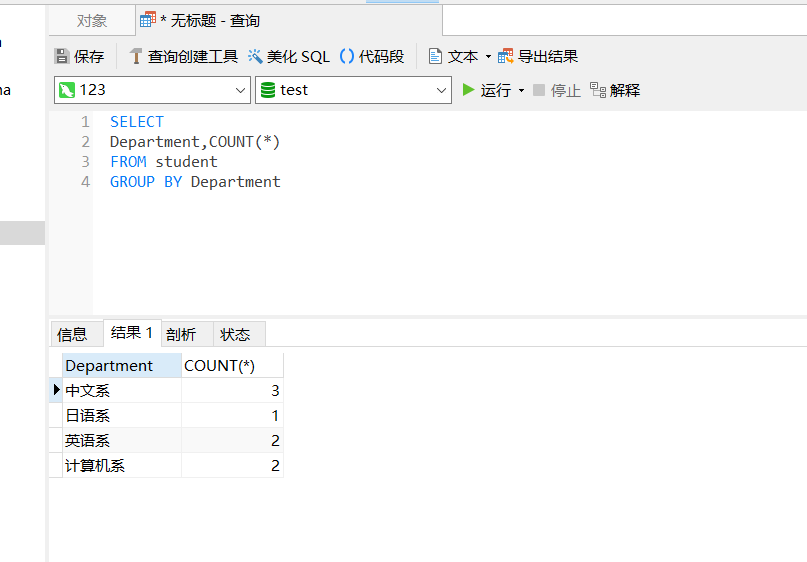 对象
* 无标题 - 查询
保存 查询创建工具 美化 SQL () 代码段 文本 导出结果
na
123 test 运行 停止 解释
1 SELECT
2 Department,COUNT(*)
3 FROM student
4 GROUP BY Department
信息 结果 1 剖析 状态
Department COUNT(*)
中文系 3
日语系 1
英语系 2
计算机系 2